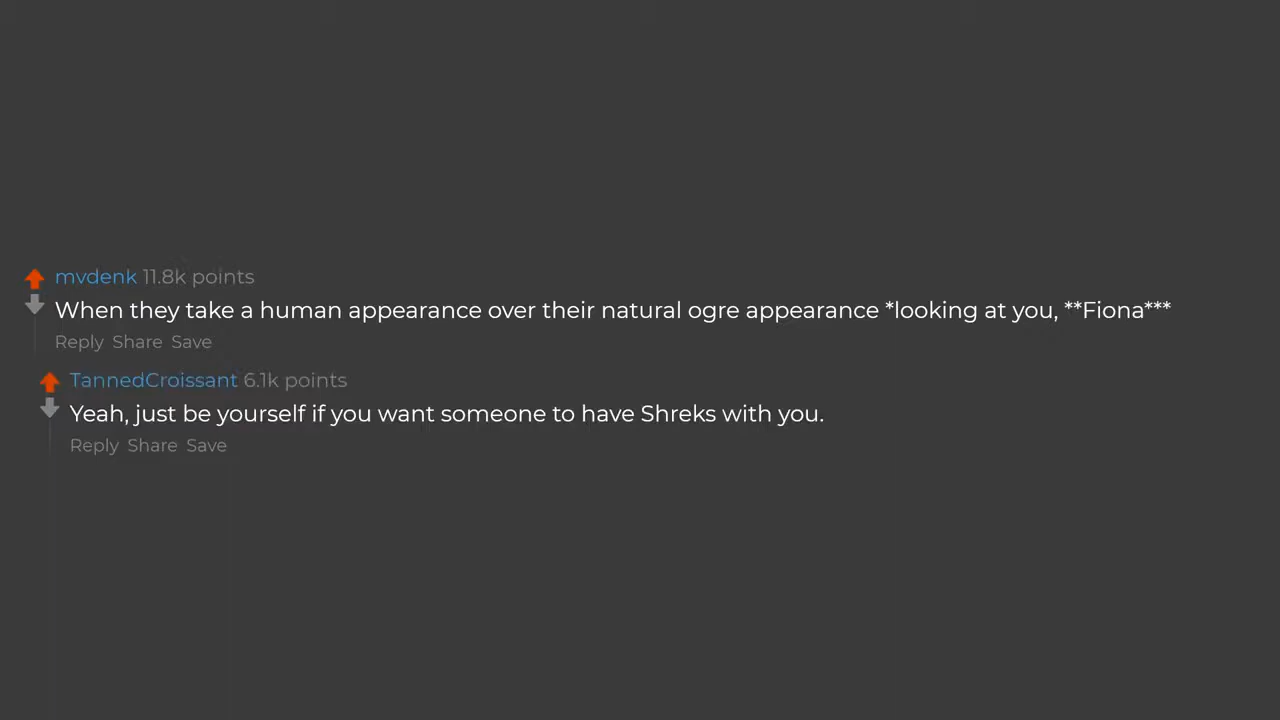 mvdenk 11.8k points
When they take a human appearance over their natural ogre appearance *looking at you, **Fiona***
Reply Share Save
TannedCroissant 6.1k points
Yeah, just be yourself if you want someone to have Shreks with you.
Reply Share Save